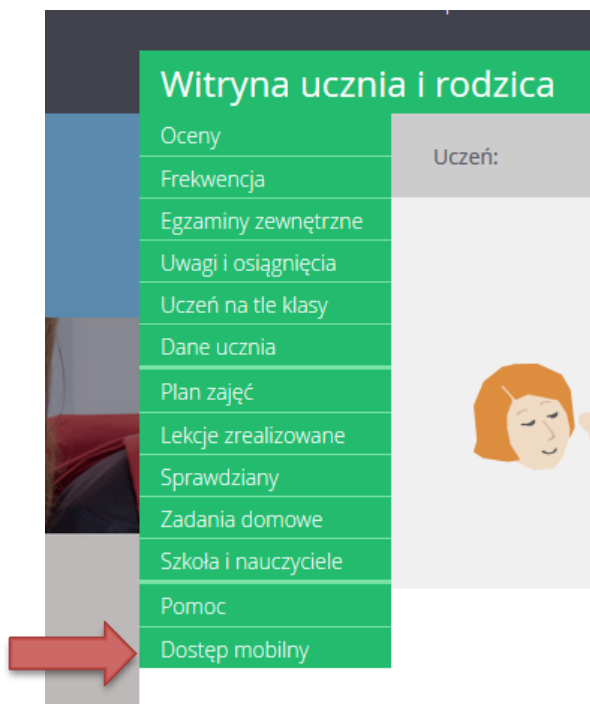 Witryna ucznia i rodzica
Oceny
Uczeń:
Frekwencja
Egzaminy zewnętrzne
Uwagi i osiągnięcia
Uczeń na tle klasy
Dane ucznia
Plan zajęć
Lekcje zrealizowane
Sprawdziany
Zadania domowe
Szkoła i nauczyciele
Pomoc
Dostęp mobilny